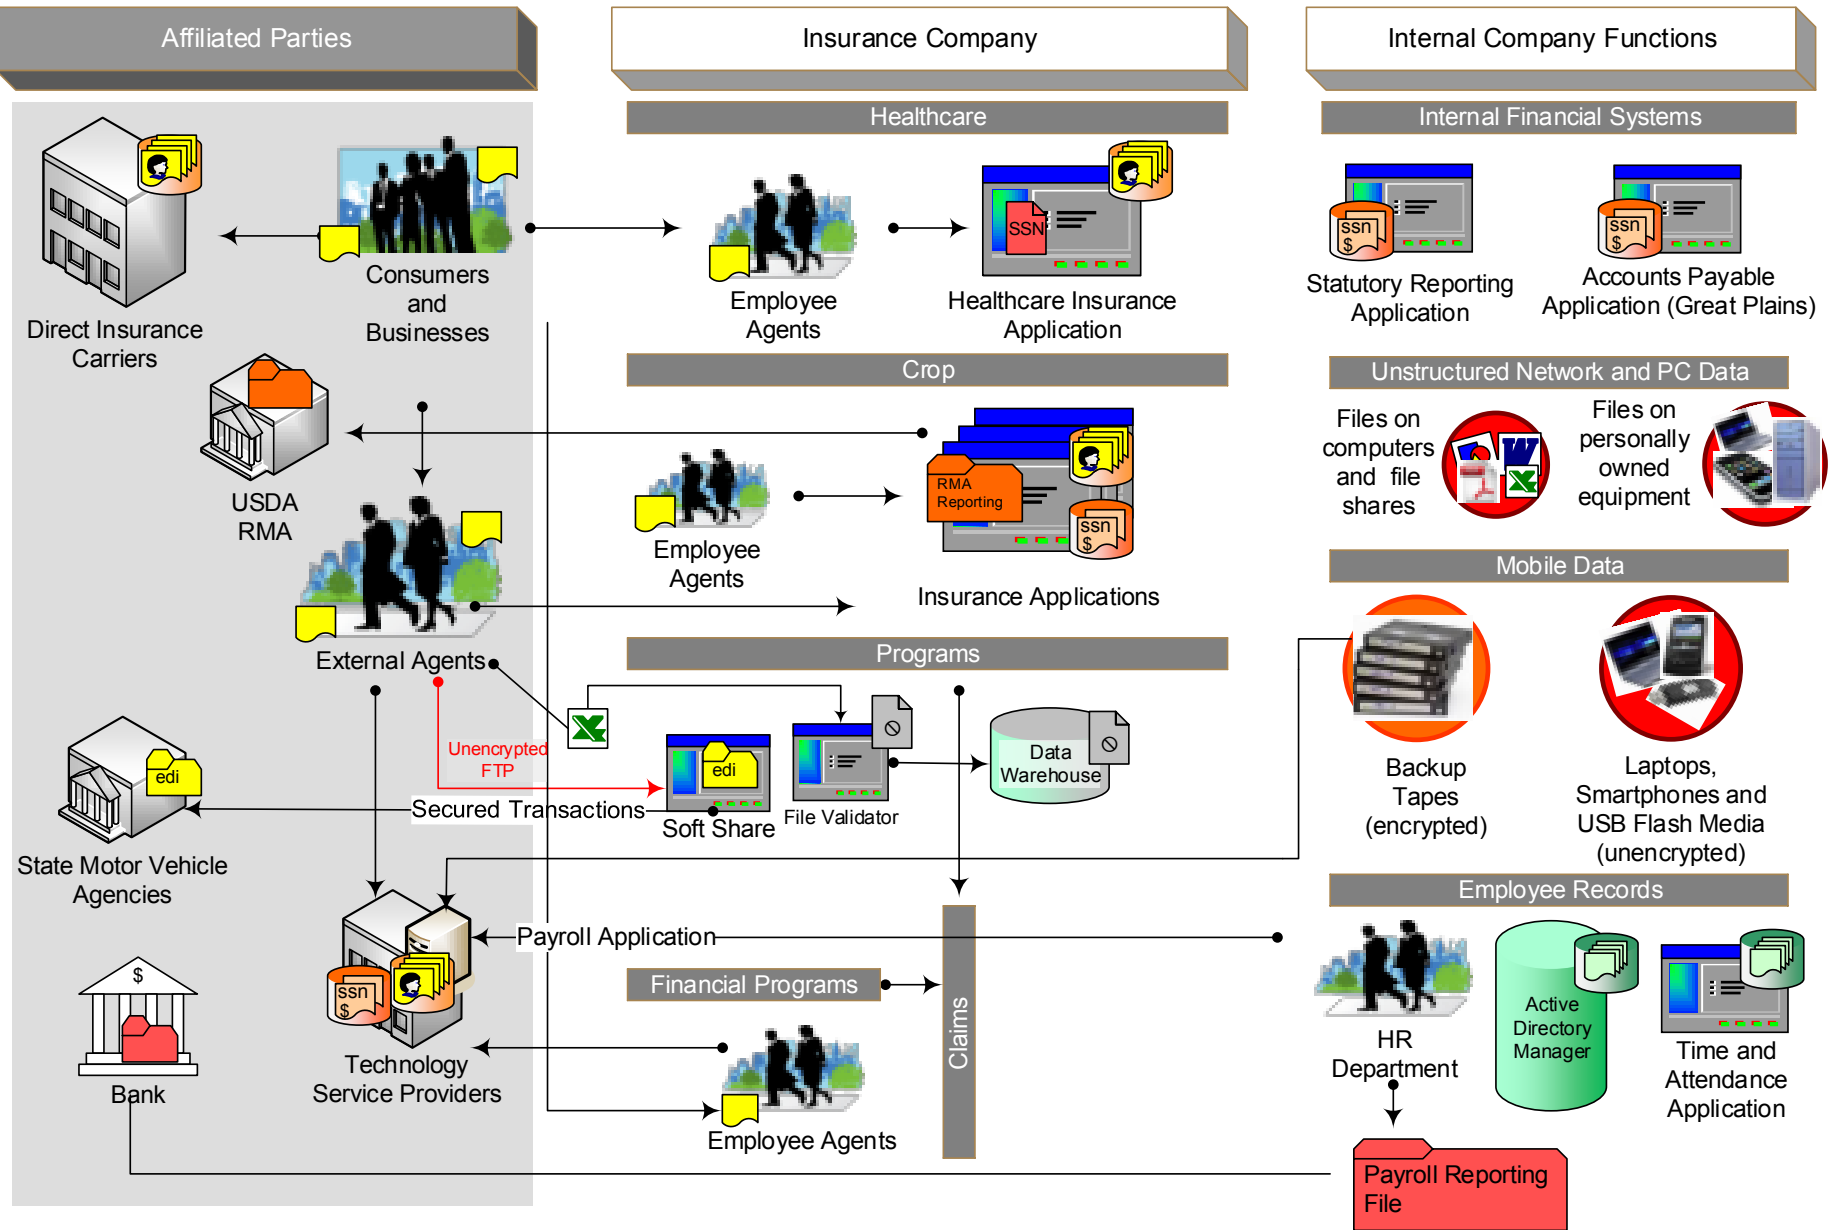 Affiliated Parties
Insurance Company
Internal Company Functions
Direct Insurance
Carriers
Consumers
and
Businesses
USDA
RMA
External Agents
Unencrypted
FTP
Secured Transactions
edi
State Motor Vehicle
Agencies
$
Bank
ssn
$
Technology
Service Providers
Payroll Application
Healthcare
Employee
Agents
SSN
Healthcare Insurance
Application
Crop
Employee
Agents
RMA
Reporting
ssn
$
Insurance Applications
Programs
edi
Soft Share
File Validator
Data
Warehouse
Financial Programs
Employee Agents
Claims
Internal Financial Systems
ssn
$
Statutory Reporting
Application
ssn
$
Accounts Payable
Application (Great Plains)
Unstructured Network and PC Data
Files on
computers
and file
shares
W
X
Files on
personally
owned
equipment
Mobile Data
Backup
Tapes
(encrypted)
Laptops,
Smartphones and
USB Flash Media
(unencrypted)
Employee Records
HR
Department
Active
Directory
Manager
Time and
Attendance
Application
Payroll Reporting
File